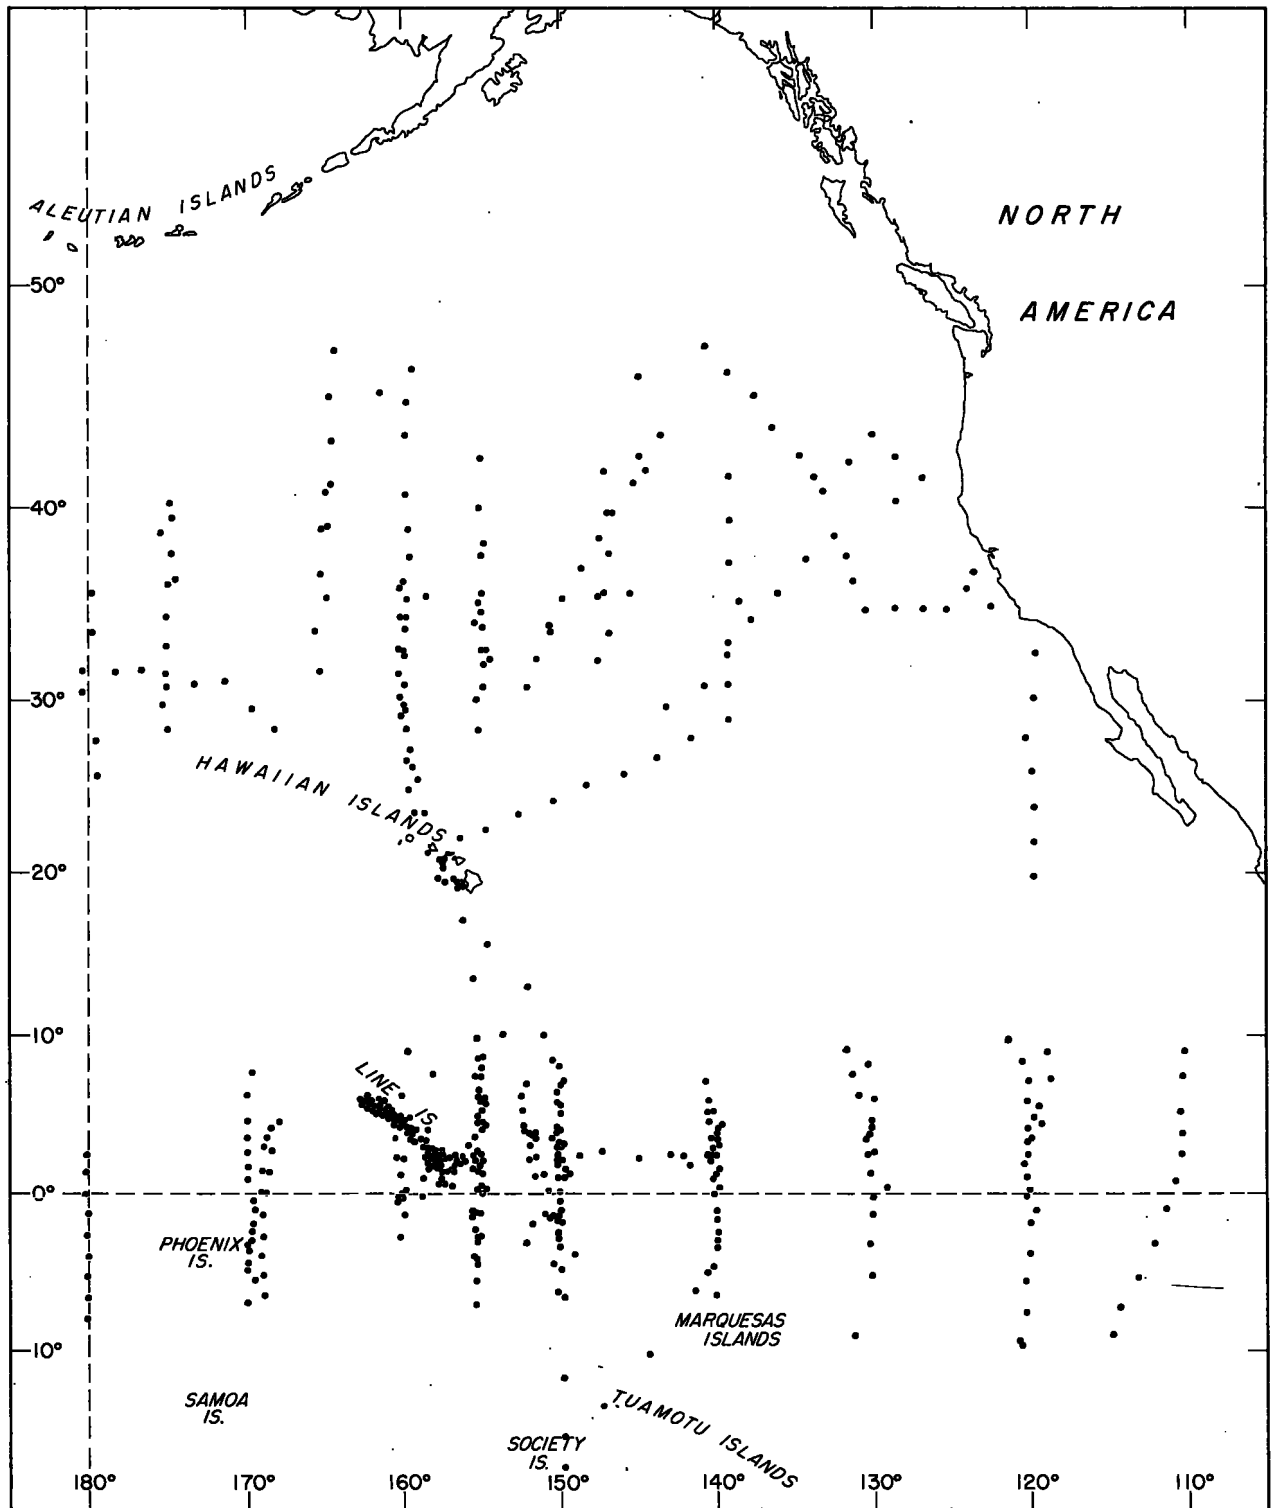 ALEUTIAN ISLANDS
NORTH
AMERICA
50°
40°
30°
HAWAIIAN ISLANDS
20°
10°
LINE IS.
0°
PHOENIX
IS.
MARQUESAS
ISLANDS
10°
SAMOA
IS.
TUAMOTU ISLANDS
SOCIETY
IS.
180° 170° 160° 150° 140° 130° 120° 110°